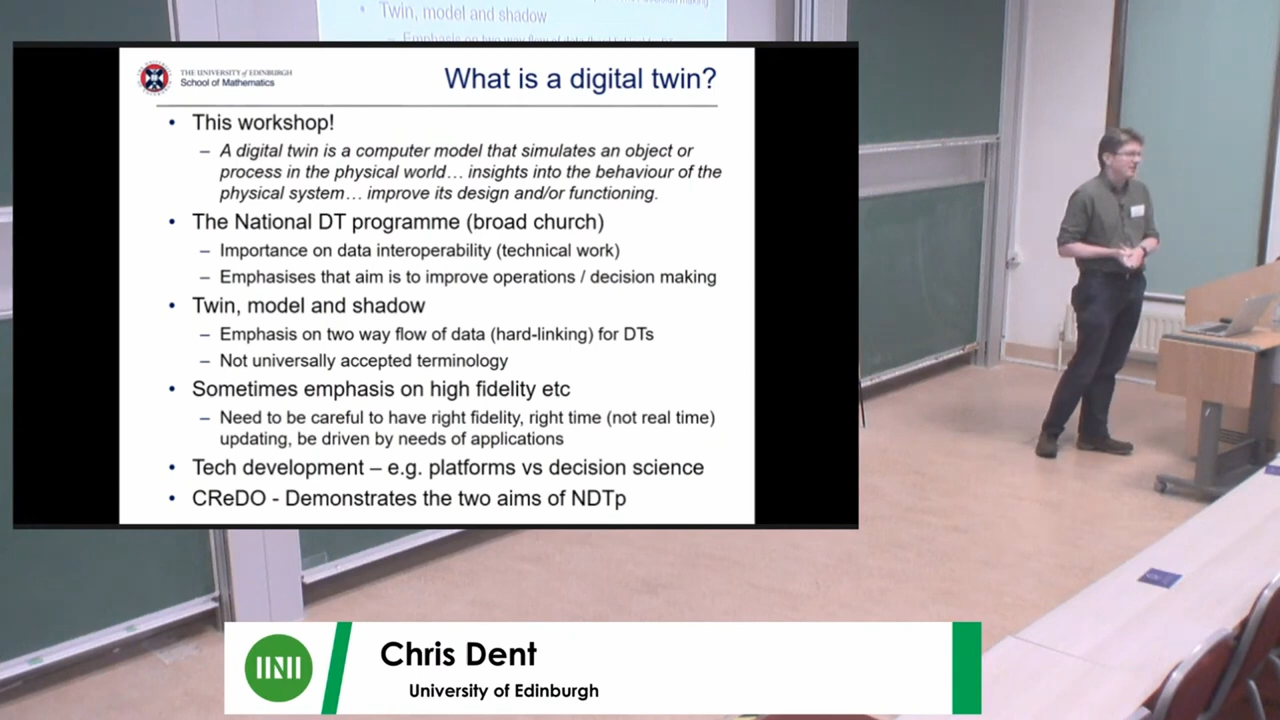 Twin, model and shadow
THE UNIVERSITY of EDINBURGH
School of Mathematics
What is a digital twin?
• This workshop!
– A digital twin is a computer model that simulates an object or
process in the physical world… insights into the behaviour of the
physical system… improve its design and/or functioning.
• The National DT programme (broad church)
– Importance on data interoperability (technical work)
– Emphasises that aim is to improve operations / decision making
• Twin, model and shadow
– Emphasis on two way flow of data (hard-linking) for DTs
– Not universally accepted terminology
• Sometimes emphasis on high fidelity etc
– Need to be careful to have right fidelity, right time (not real time)
updating, be driven by needs of applications
• Tech development – e.g. platforms vs decision science
• CReDO - Demonstrates the two aims of NDTp
Chris Dent
University of Edinburgh